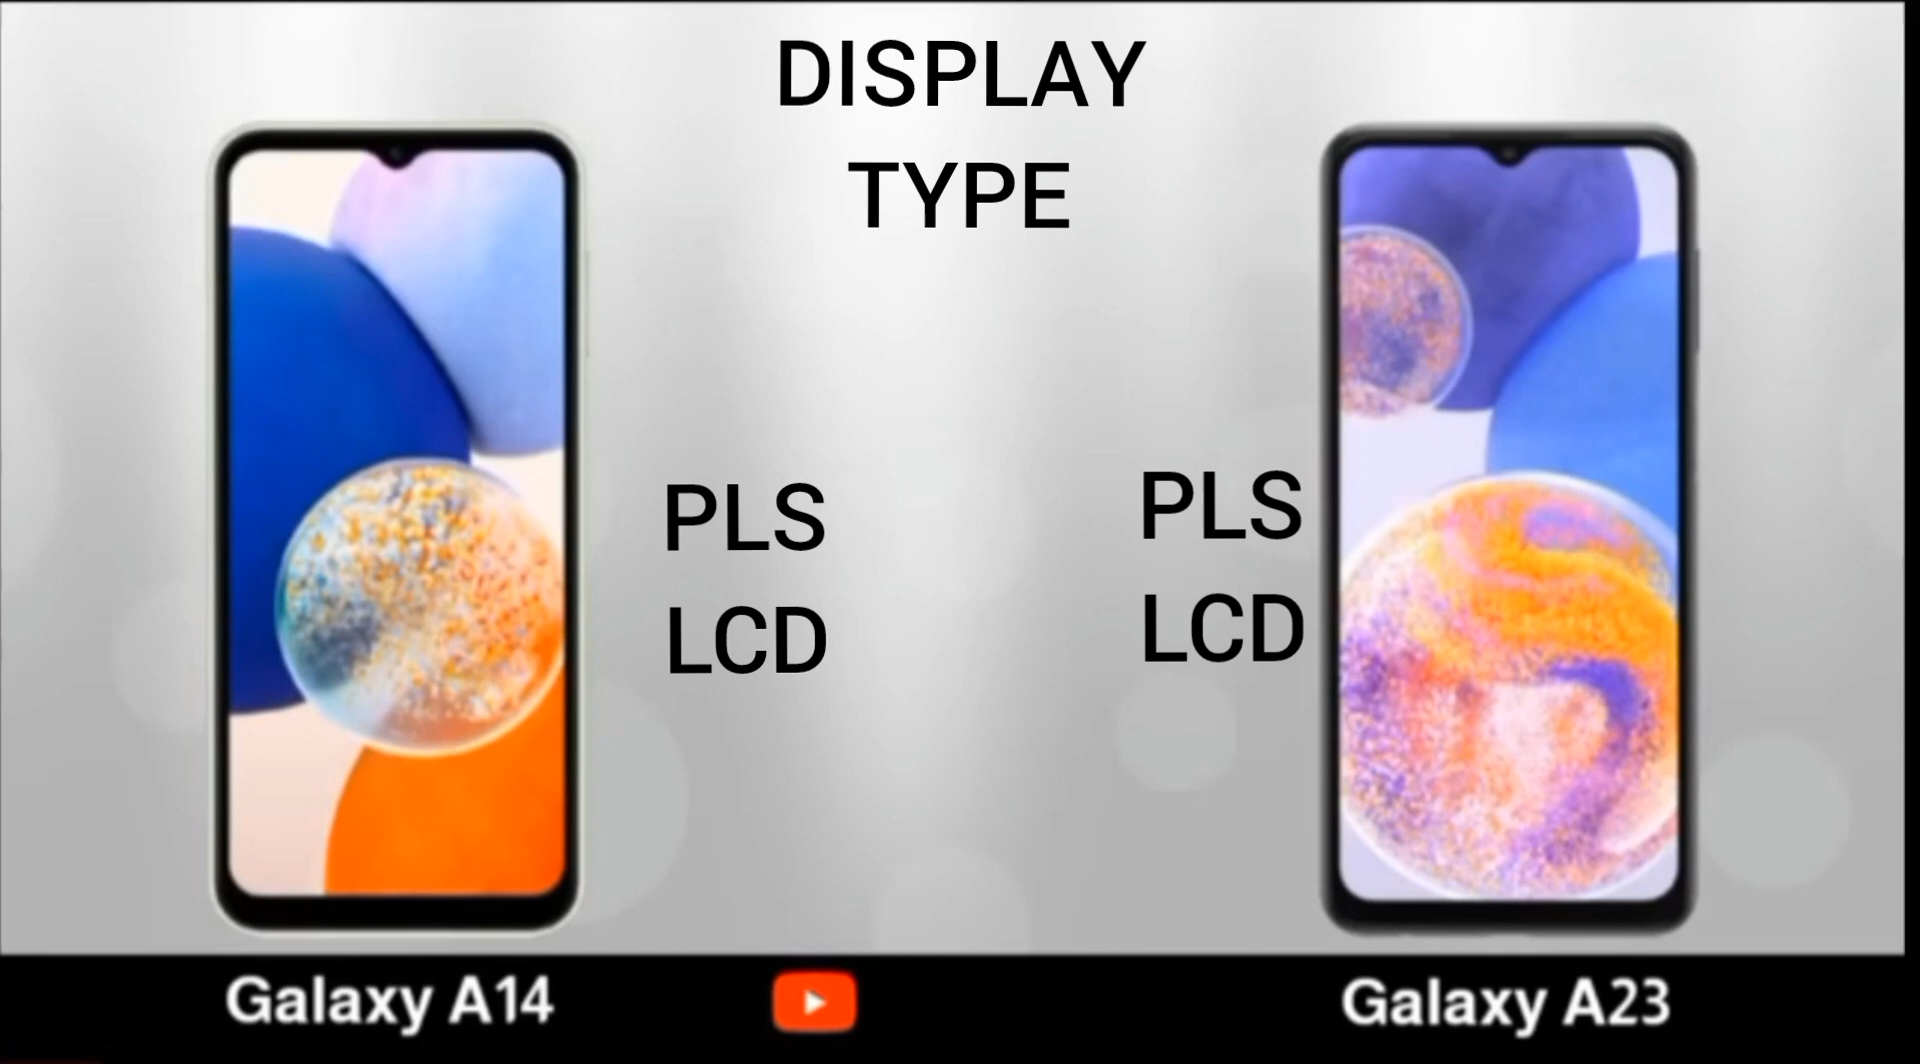 DISPLAY
TYPE
PLS
LCD
PLS
LCD
Galaxy A14
Galaxy A23